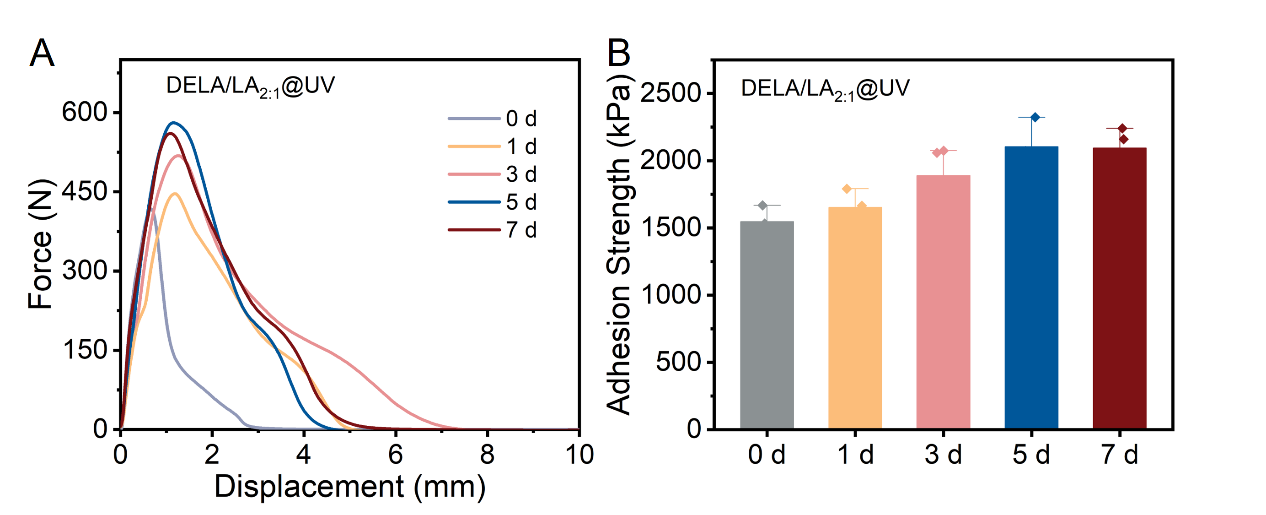 A
DELA/LA2:1@UV
0 d
1 d
3 d
5 d
7 d
600
450
300
150
0
Force (N)
0 2 4 6 8 10
Displacement (mm)
B
DELA/LA2:1@UV
2500
2000
1500
1000
500
0
Adhesion Strength (kPa)
0 d 1 d 3 d 5 d 7 d